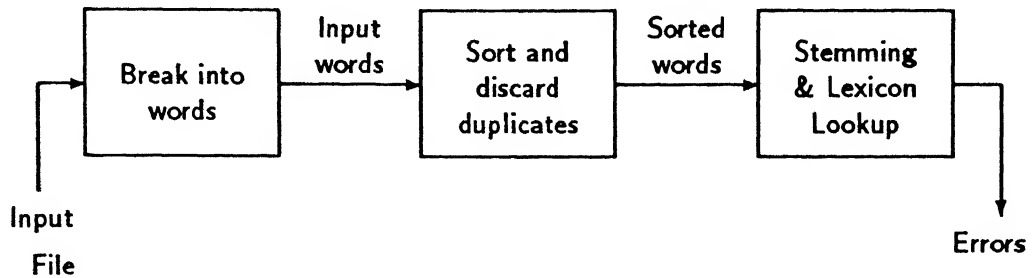 Input
File
Break into
words
Input
words
Sort and
discard
duplicates
Sorted
words
Stemming
& Lexicon
Lookup
Errors